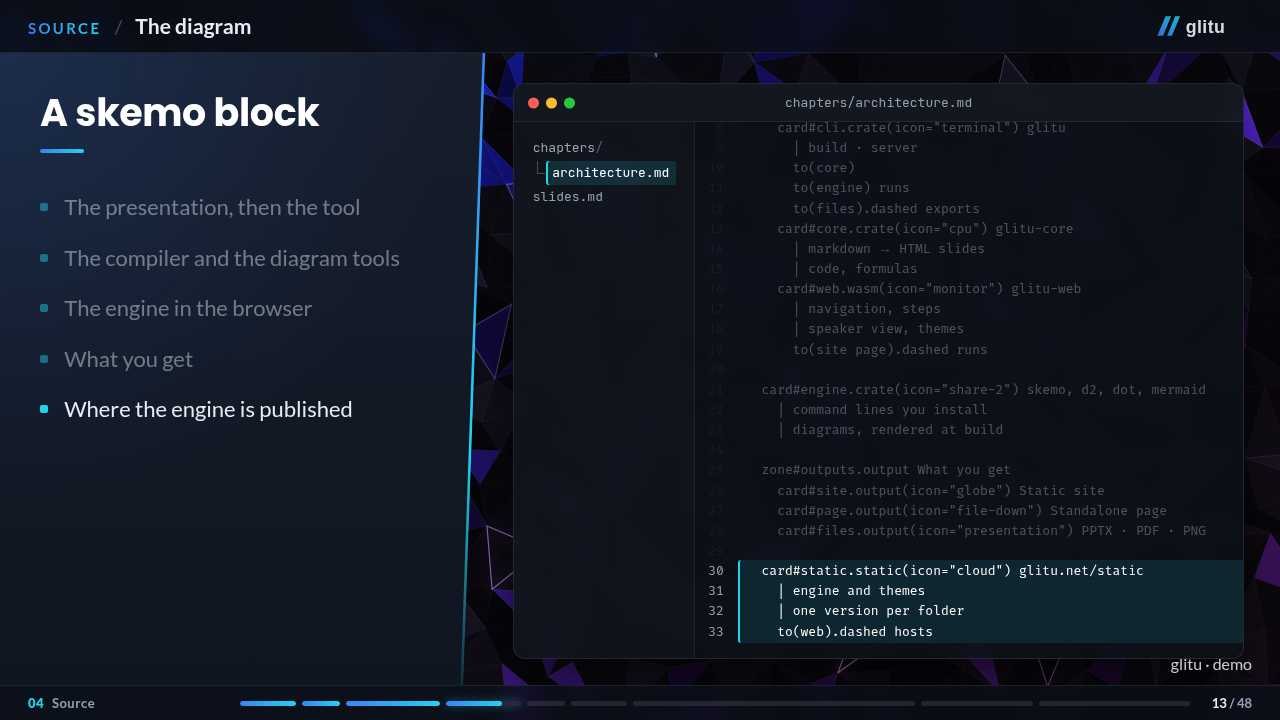 SOURCE / The diagram
glitu
A skemo block
The presentation, then the tool
The compiler and the diagram tools
The engine in the browser
What you get
Where the engine is published
chapters/architecture.md
chapters/
architecture.md
slides.md
8 card#cli.crate(icon="terminal") glitu
9 │ build · server
10 to(core)
11 to(engine) runs
12 to(files).dashed exports
13 card#core.crate(icon="cpu") glitu-core
14 │ markdown → HTML slides
15 │ code, formulas
16 card#web.wasm(icon="monitor") glitu-web
17 │ navigation, steps
18 │ speaker view, themes
19 to(site page).dashed runs
20
21 card#engine.crate(icon="share-2") skemo, d2, dot, mermaid
22 │ command lines you install
23 │ diagrams, rendered at build
24
25 zone#outputs.output What you get
26 card#site.output(icon="globe") Static site
27 card#page.output(icon="file-down") Standalone page
28 card#files.output(icon="presentation") PPTX · PDF · PNG
29
30 card#static.static(icon="cloud") glitu.net/static
31 │ engine and themes
32 │ one version per folder
33 to(web).dashed hosts
glitu · demo
04 Source
13 / 48